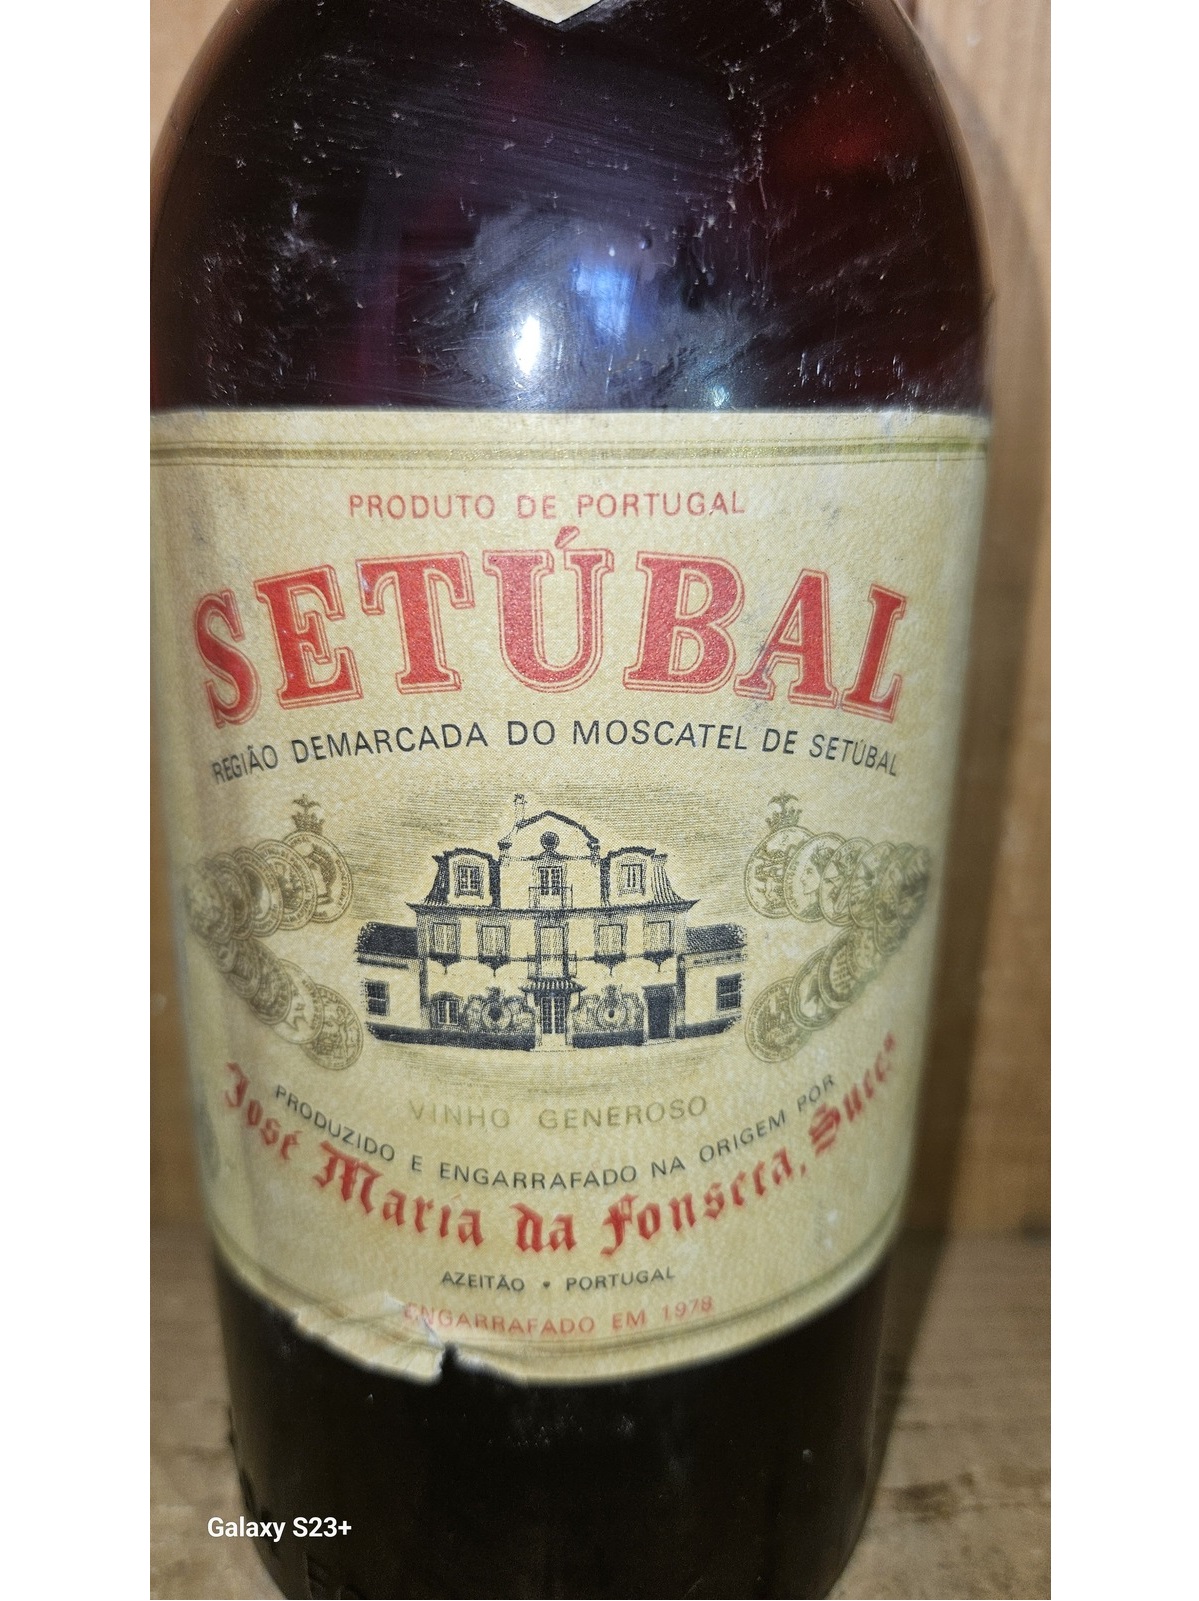 PRODUTO DE PORTUGAL
SETÚBAL
REGIÃO DEMARCADA DO MOSCATEL DE SETÚBAL
VINHO GENEROSO
PRODUZIDO E ENGARRAFADO NA ORIGEM POR
José Maria da Fonseca, Succs
AZEITÃO • PORTUGAL
ENGARRAFADO EM 1978
Galaxy S23+